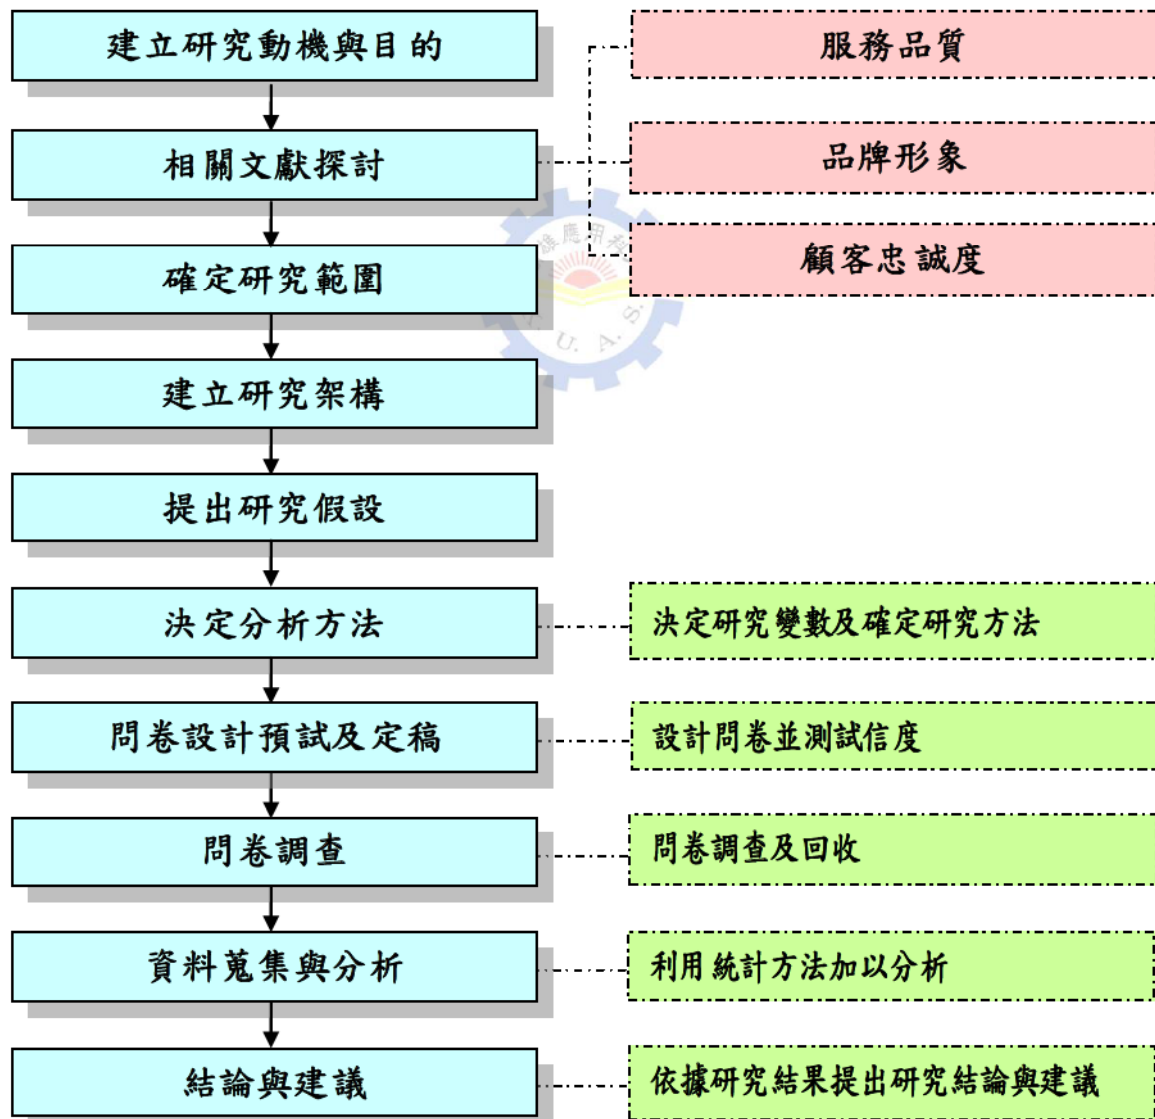 建立研究動機與目的
服務品質
相關文獻探討
品牌形象
確定研究範圍
顧客忠誠度
應用科
U. A. S.
建立研究架構
提出研究假設
決定分析方法
決定研究變數及確定研究方法
問卷設計預試及定稿
設計問卷並測試信度
問卷調查
問卷調查及回收
資料蒐集與分析
利用統計方法加以分析
結論與建議
依據研究結果提出研究結論與建議